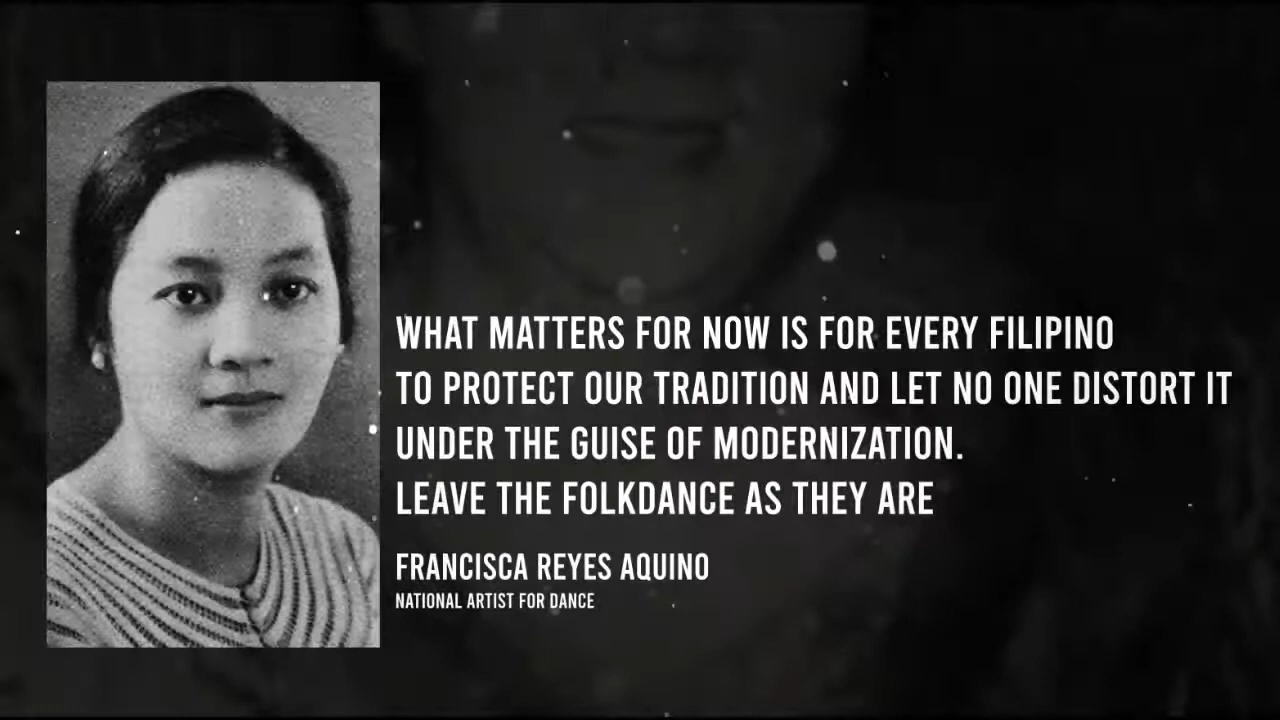 WHAT MATTERS FOR NOW IS FOR EVERY FILIPINO
TO PROTECT OUR TRADITION AND LET NO ONE DISTORT IT
UNDER THE GUISE OF MODERNIZATION.
LEAVE THE FOLKDANCE AS THEY ARE
FRANCISCA REYES AQUINO
NATIONAL ARTIST FOR DANCE